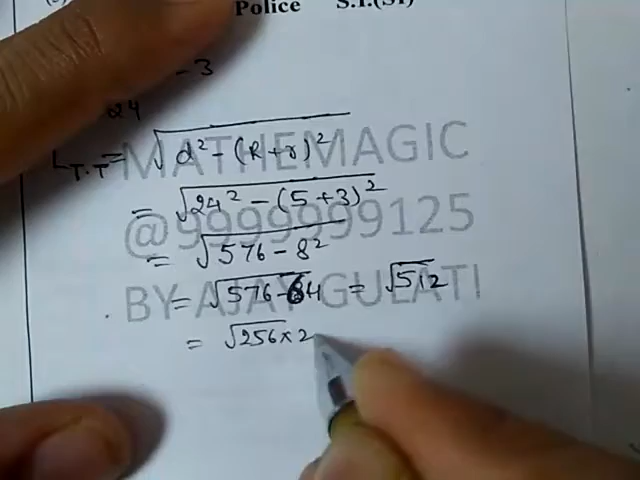 Police S.I.(SI)
- 3
24
L T.T = √d² - (R + r)²
= √24² - (5 + 3)²
= √576 - 8²
= √576 - 64 = √512
= √256 × 2
MATHEMAGIC
@9999999125
BY AJAY GULATI